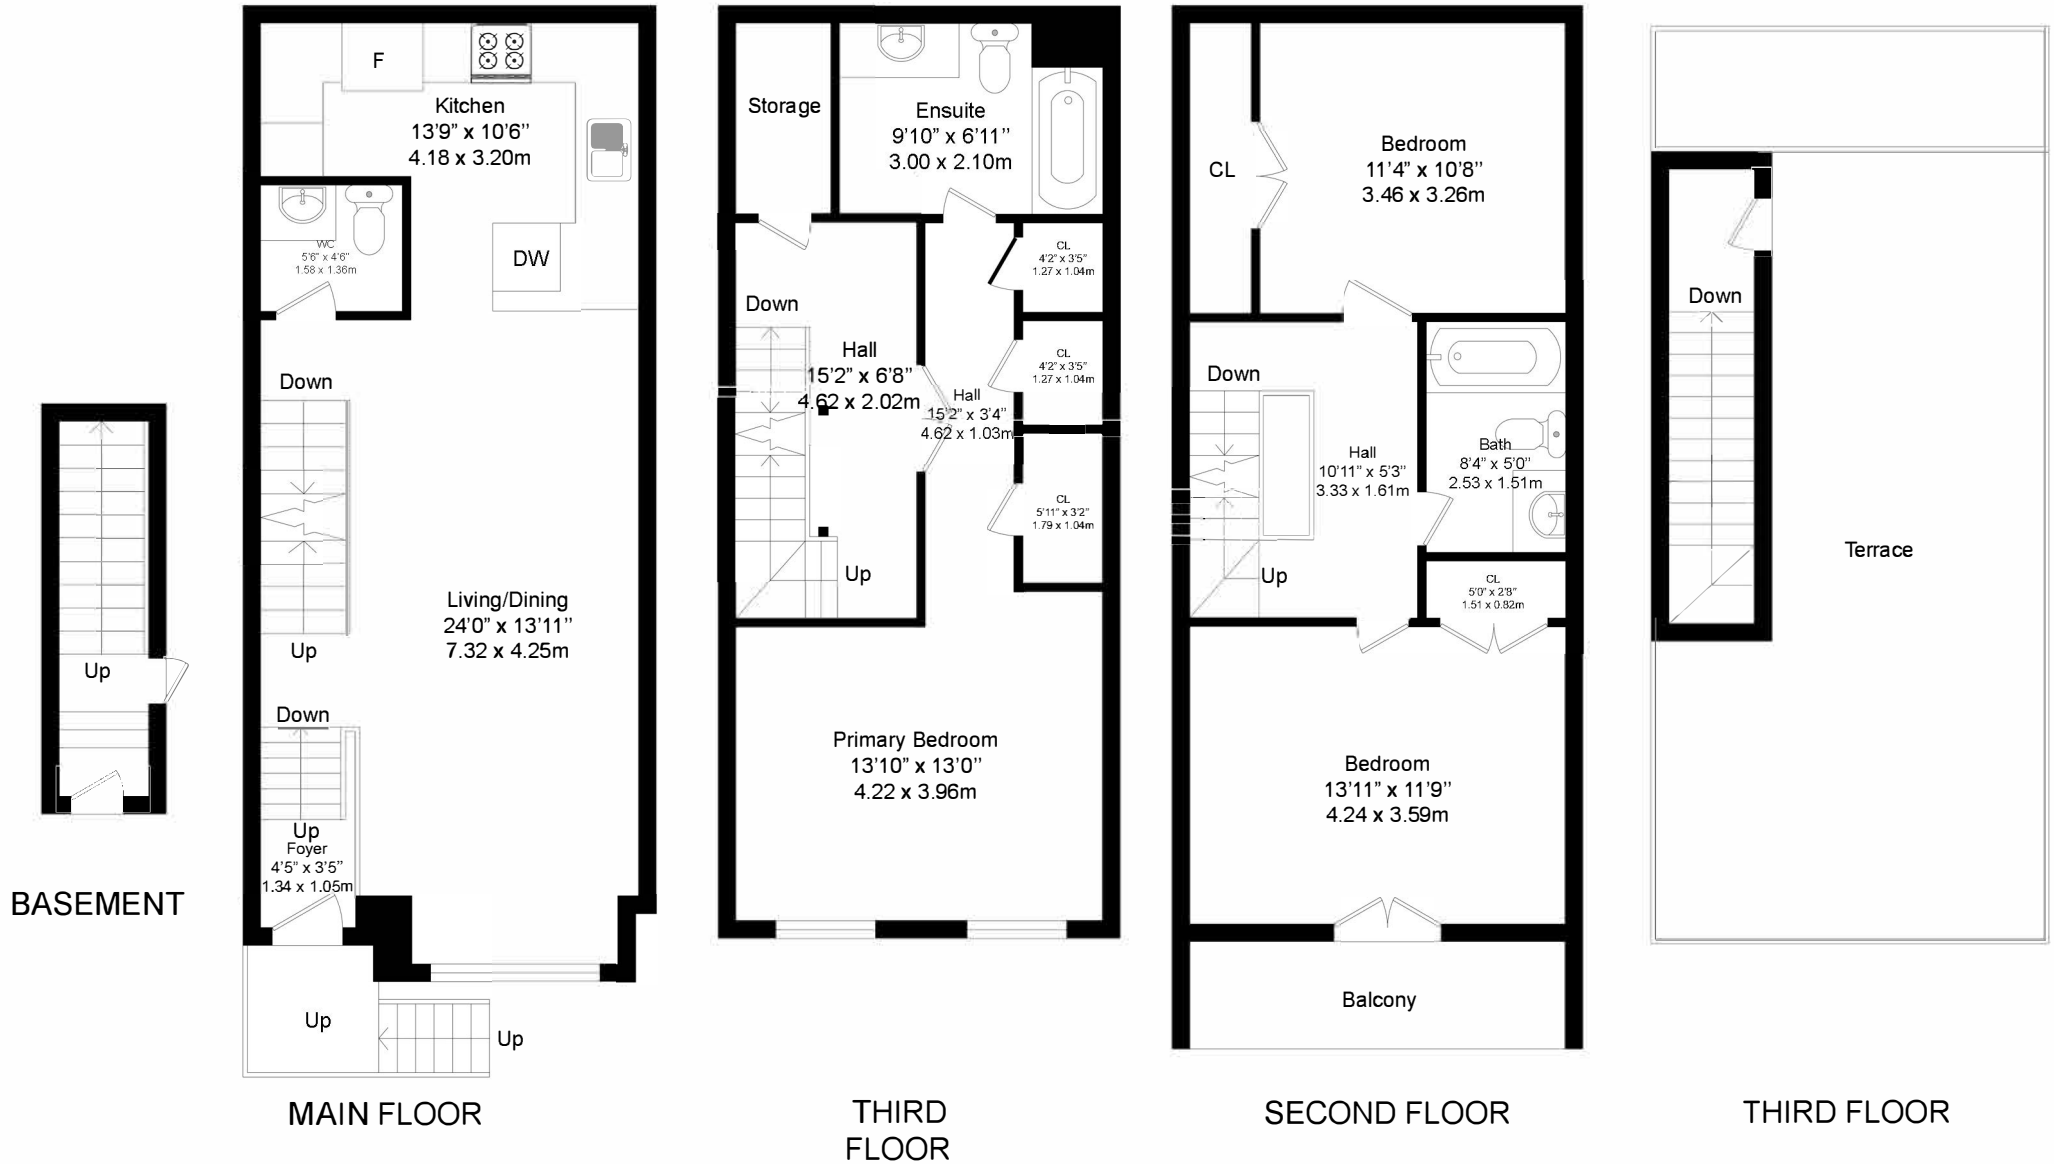 Up
BASEMENT
F
Kitchen
13'9" x 10'6"
4.18 x 3.20m
WC
5'6" x 4'6"
1.58 x 1.36m
DW
Down
Living/Dining
24'0" x 13'11"
7.32 x 4.25m
Up
Down
Up
Foyer
4'5" x 3'5"
1.34 x 1.05m
Up
Up
MAIN FLOOR
Storage
Ensuite
9'10" x 6'11"
3.00 x 2.10m
CL
4'2" x 3'5"
1.27 x 1.04m
Down
Hall
15'2" x 6'8"
4.62 x 2.02m
CL
4'2" x 3'5"
1.27 x 1.04m
Hall
15'2" x 3'4"
4.62 x 1.03m
CL
5'11" x 3'2"
1.79 x 1.04m
Up
Primary Bedroom
13'10" x 13'0"
4.22 x 3.96m
THIRD
FLOOR
CL
Bedroom
11'4" x 10'8"
3.46 x 3.26m
Down
Hall
10'11" x 5'3"
3.33 x 1.61m
Bath
8'4" x 5'0"
2.53 x 1.51m
Up
CL
5'0" x 2'8"
1.51 x 0.82m
Bedroom
13'11" x 11'9"
4.24 x 3.59m
Balcony
SECOND FLOOR
Down
Terrace
THIRD FLOOR